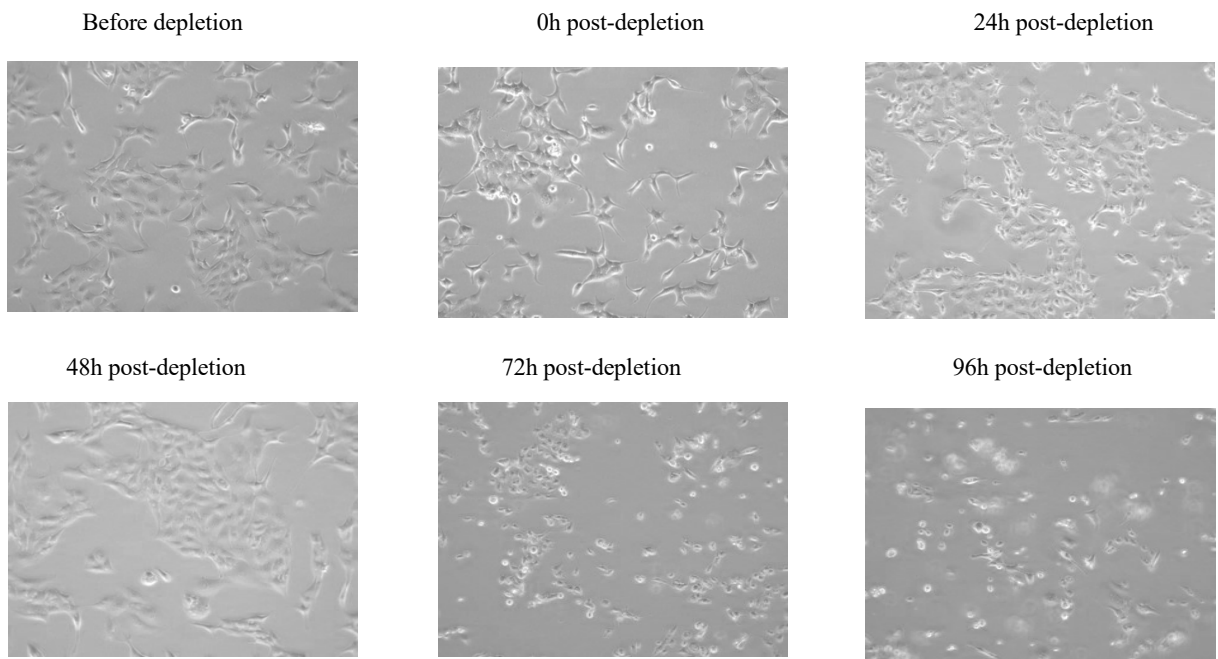 Before depletion
0h post-depletion
24h post-depletion
48h post-depletion
72h post-depletion
96h post-depletion